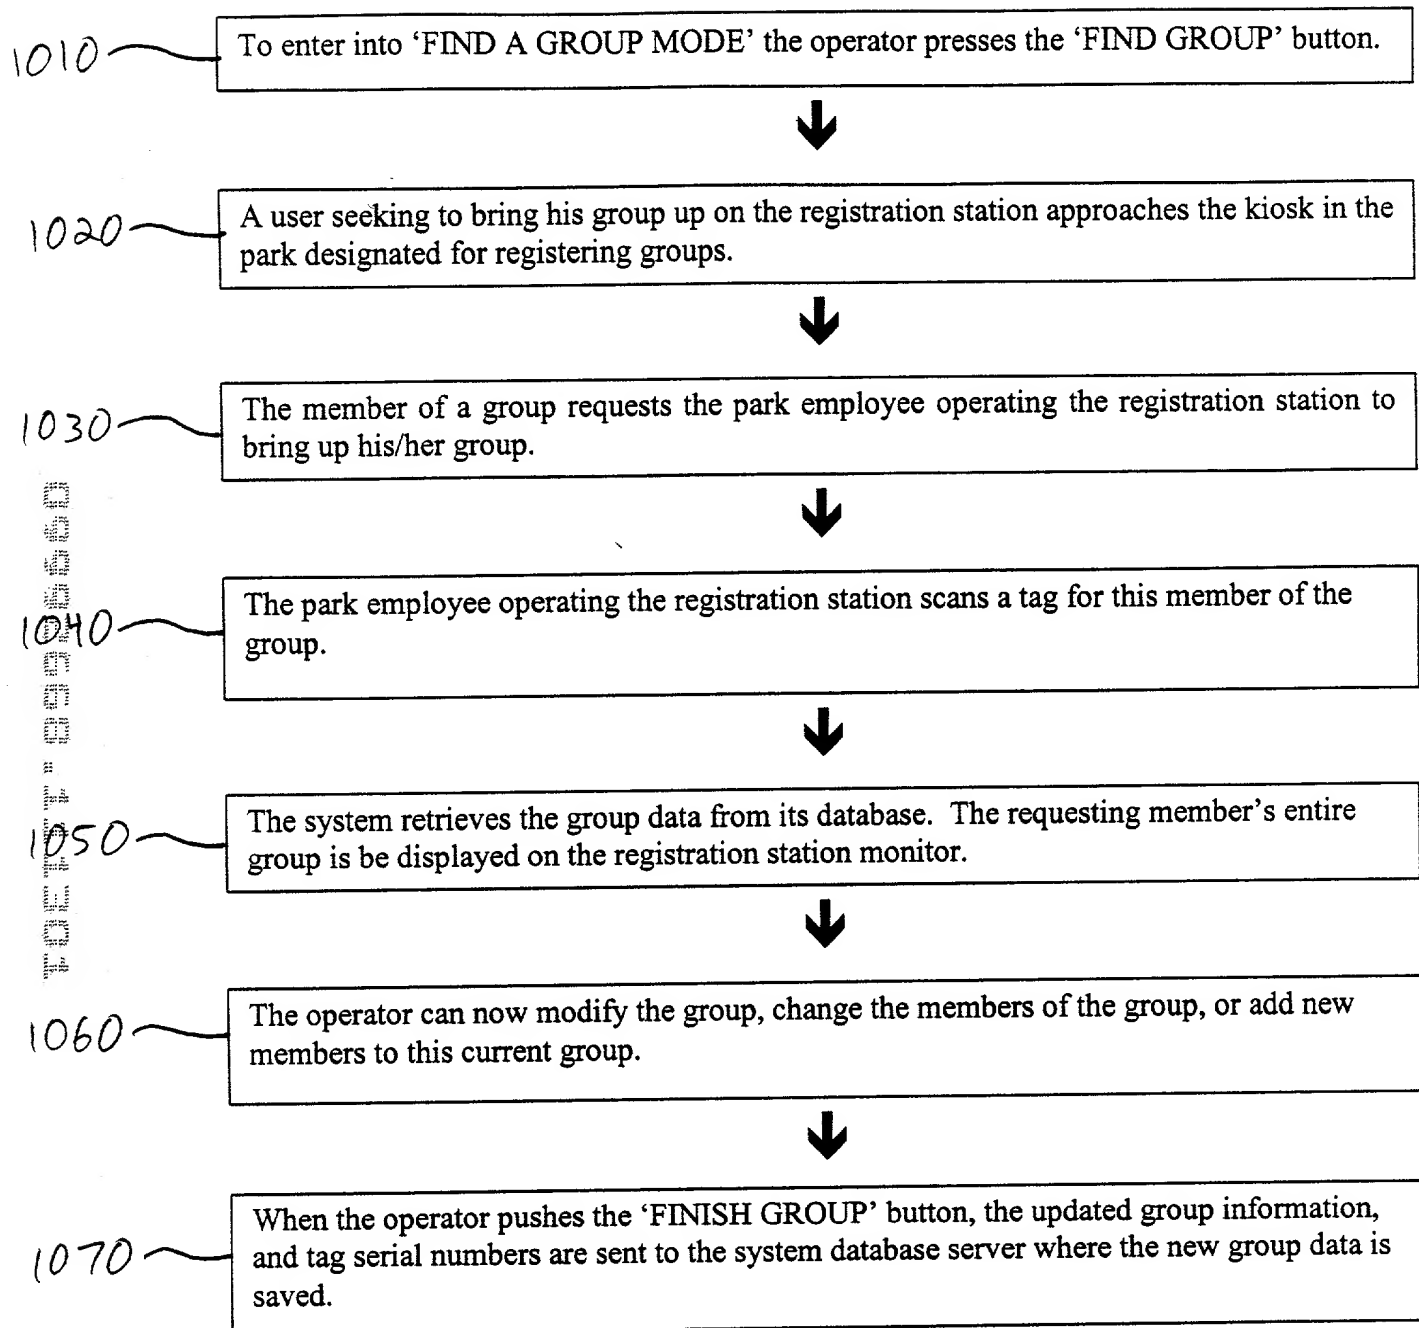 1010
To enter into ‘FIND A GROUP MODE’ the operator presses the ‘FIND GROUP’ button.
1020
A user seeking to bring his group up on the registration station approaches the kiosk in the
park designated for registering groups.
1030
The member of a group requests the park employee operating the registration station to
bring up his/her group.
1040
The park employee operating the registration station scans a tag for this member of the
group.
1050
The system retrieves the group data from its database.  The requesting member’s entire
group is be displayed on the registration station monitor.
1060
The operator can now modify the group, change the members of the group, or add new
members to this current group.
1070
When the operator pushes the ‘FINISH GROUP’ button, the updated group information,
and tag serial numbers are sent to the system database server where the new group data is
saved.